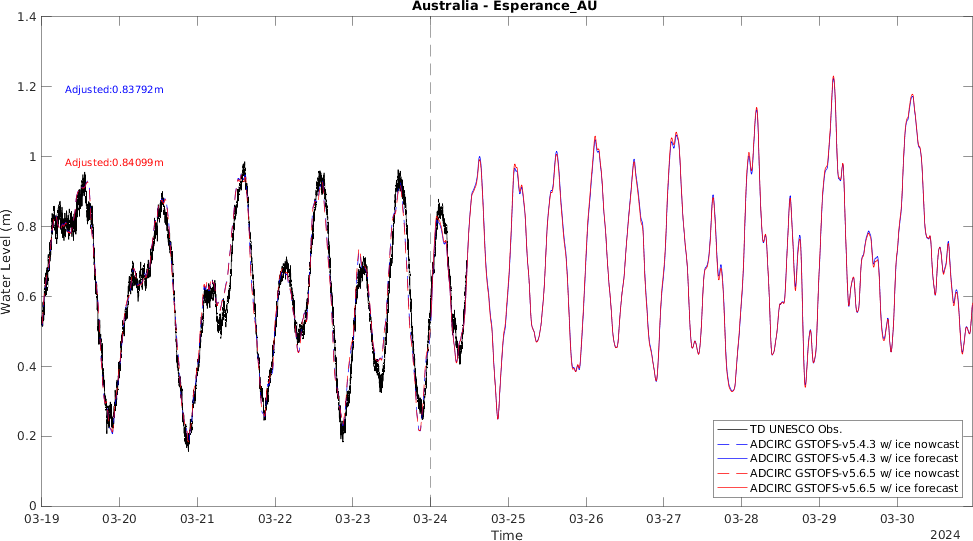 Australia - Esperance_AU
1.4
1.2
1
0.8
0.6
0.4
0.2
0
Water Level (m)
Adjusted:0.83792m
Adjusted:0.84099m
TD UNESCO Obs.
ADCIRC GSTOFS-v5.4.3 w/ ice nowcast
ADCIRC GSTOFS-v5.4.3 w/ ice forecast
ADCIRC GSTOFS-v5.6.5 w/ ice nowcast
ADCIRC GSTOFS-v5.6.5 w/ ice forecast
03-19 03-20 03-21 03-22 03-23 03-24 03-25 03-26 03-27 03-28 03-29 03-30
Time
2024